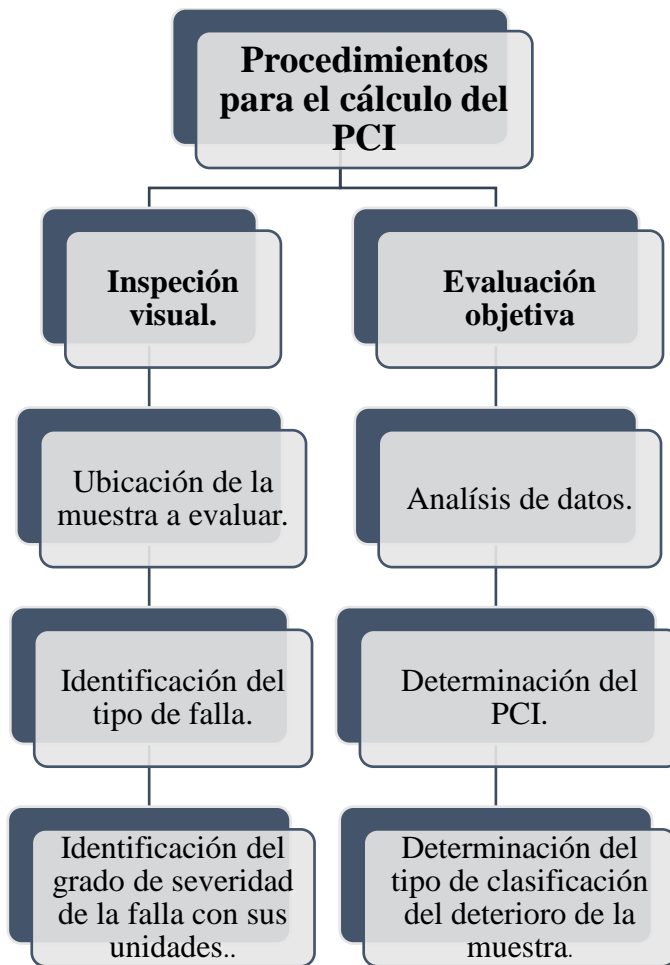 Procedimientos
para el cálculo del
PCI
Inspeción
visual.
Evaluación
objetiva
Ubicación de la
muestra a evaluar.
Analísis de datos.
Identificación del
tipo de falla.
Determinación del
PCI.
Identificación del
grado de severidad
de la falla con sus
unidades..
Determinación del
tipo de clasificación
del deterioro de la
muestra.